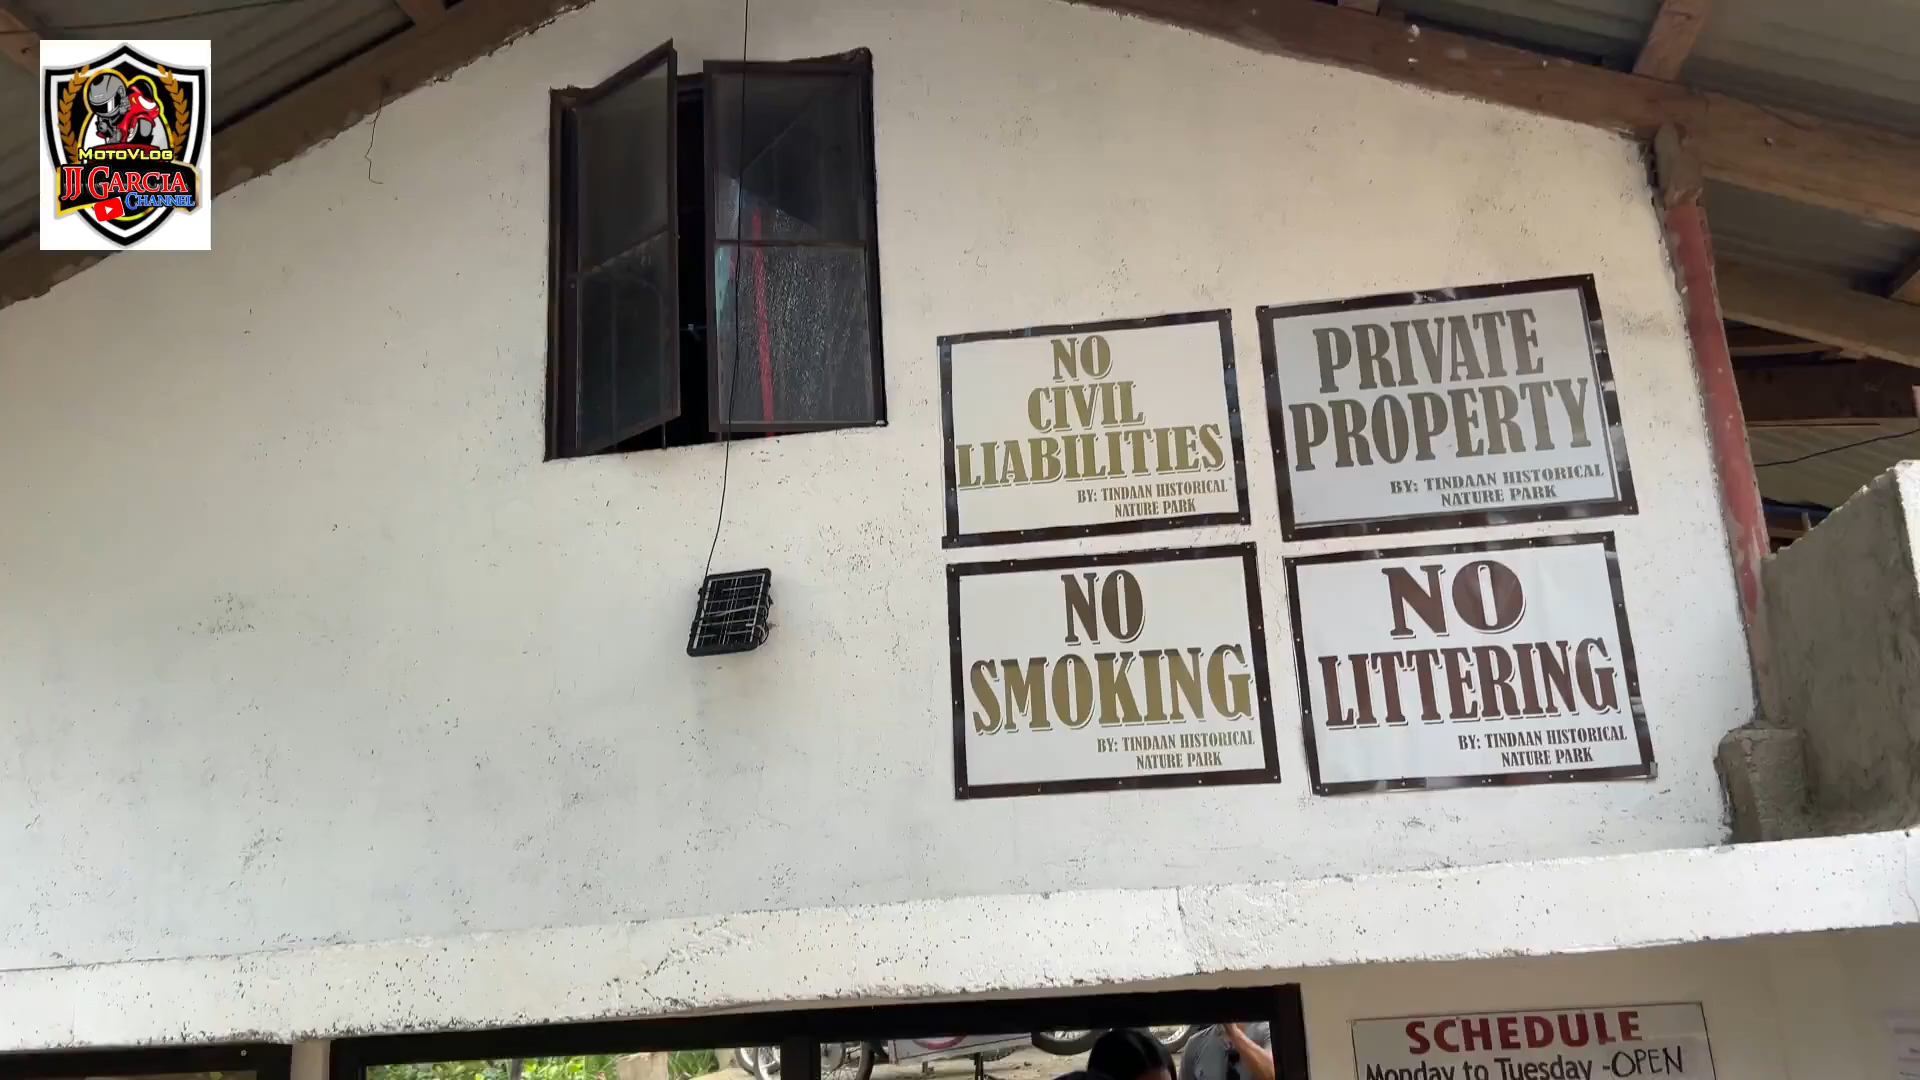 MOTOVLOG
JJ GARCIA
CHANNEL
NO
CIVIL
LIABILITIES
BY: TINDAAN HISTORICAL
NATURE PARK
PRIVATE
PROPERTY
BY: TINDAAN HISTORICAL
NATURE PARK
NO
SMOKING
BY: TINDAAN HISTORICAL
NATURE PARK
NO
LITTERING
BY: TINDAAN HISTORICAL
NATURE PARK
SCHEDULE
Monday to Tuesday -OPEN